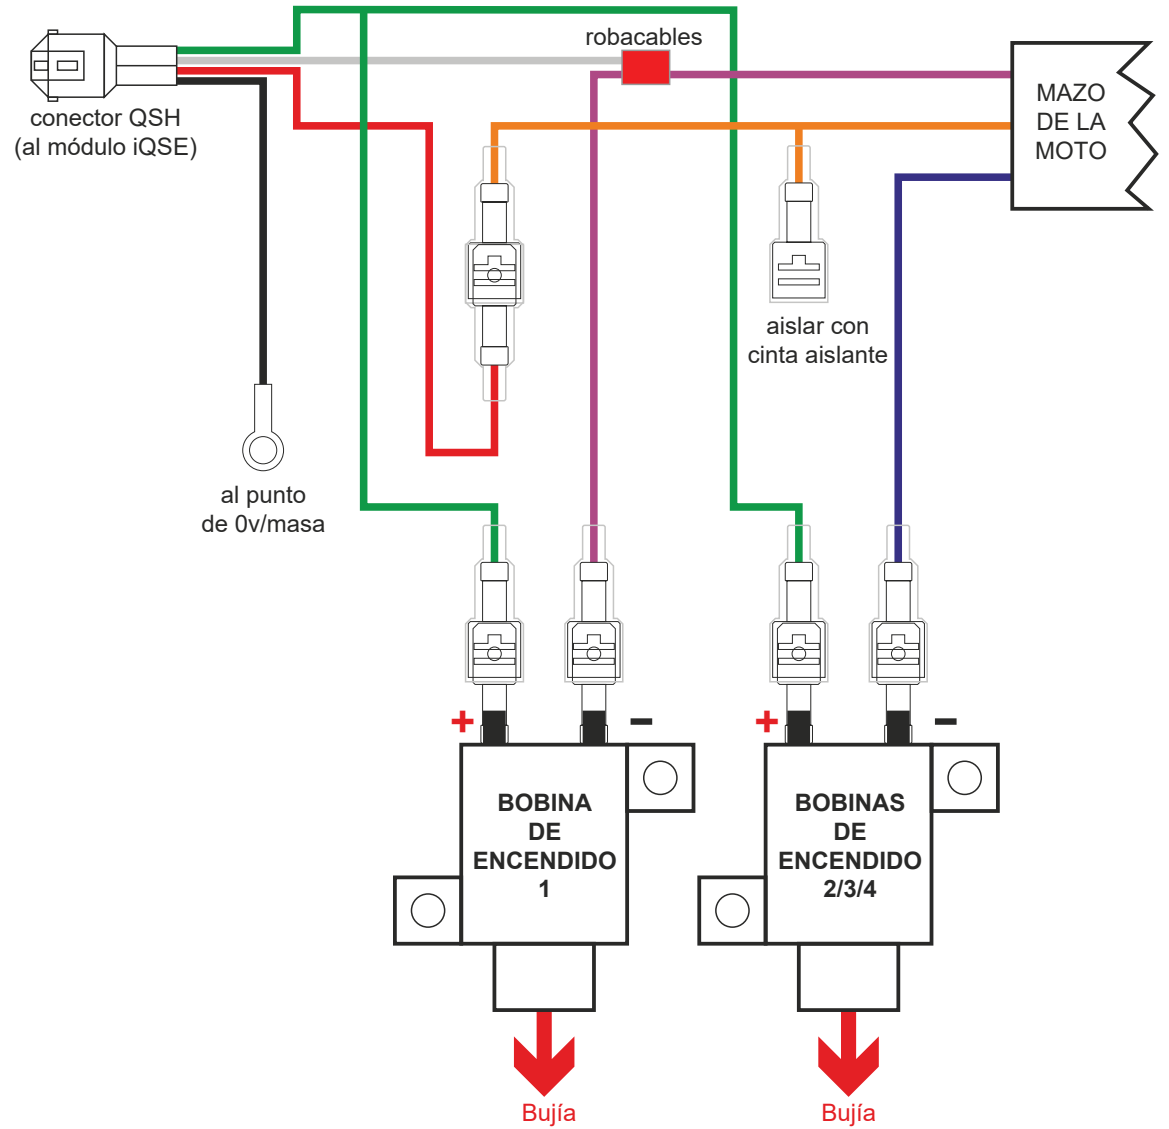 robacables
conector QSH
(al módulo iQSE)
MAZO
DE LA
MOTO
aislar con
cinta aislante
al punto
de 0v/masa
+
−
+
−
BOBINA
DE
ENCENDIDO
1
BOBINAS
DE
ENCENDIDO
2/3/4
Bujía
Bujía